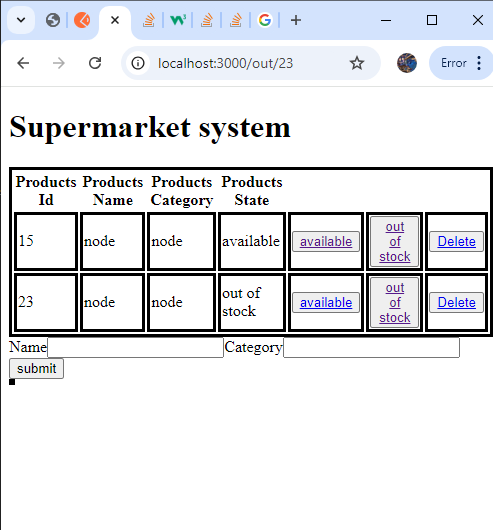 localhost:3000/out/23
Error
Supermarket system
Products Id Products Name Products Category Products State
15 node node available available out of stock Delete
23 node node out of stock available out of stock Delete
Name Category
submit